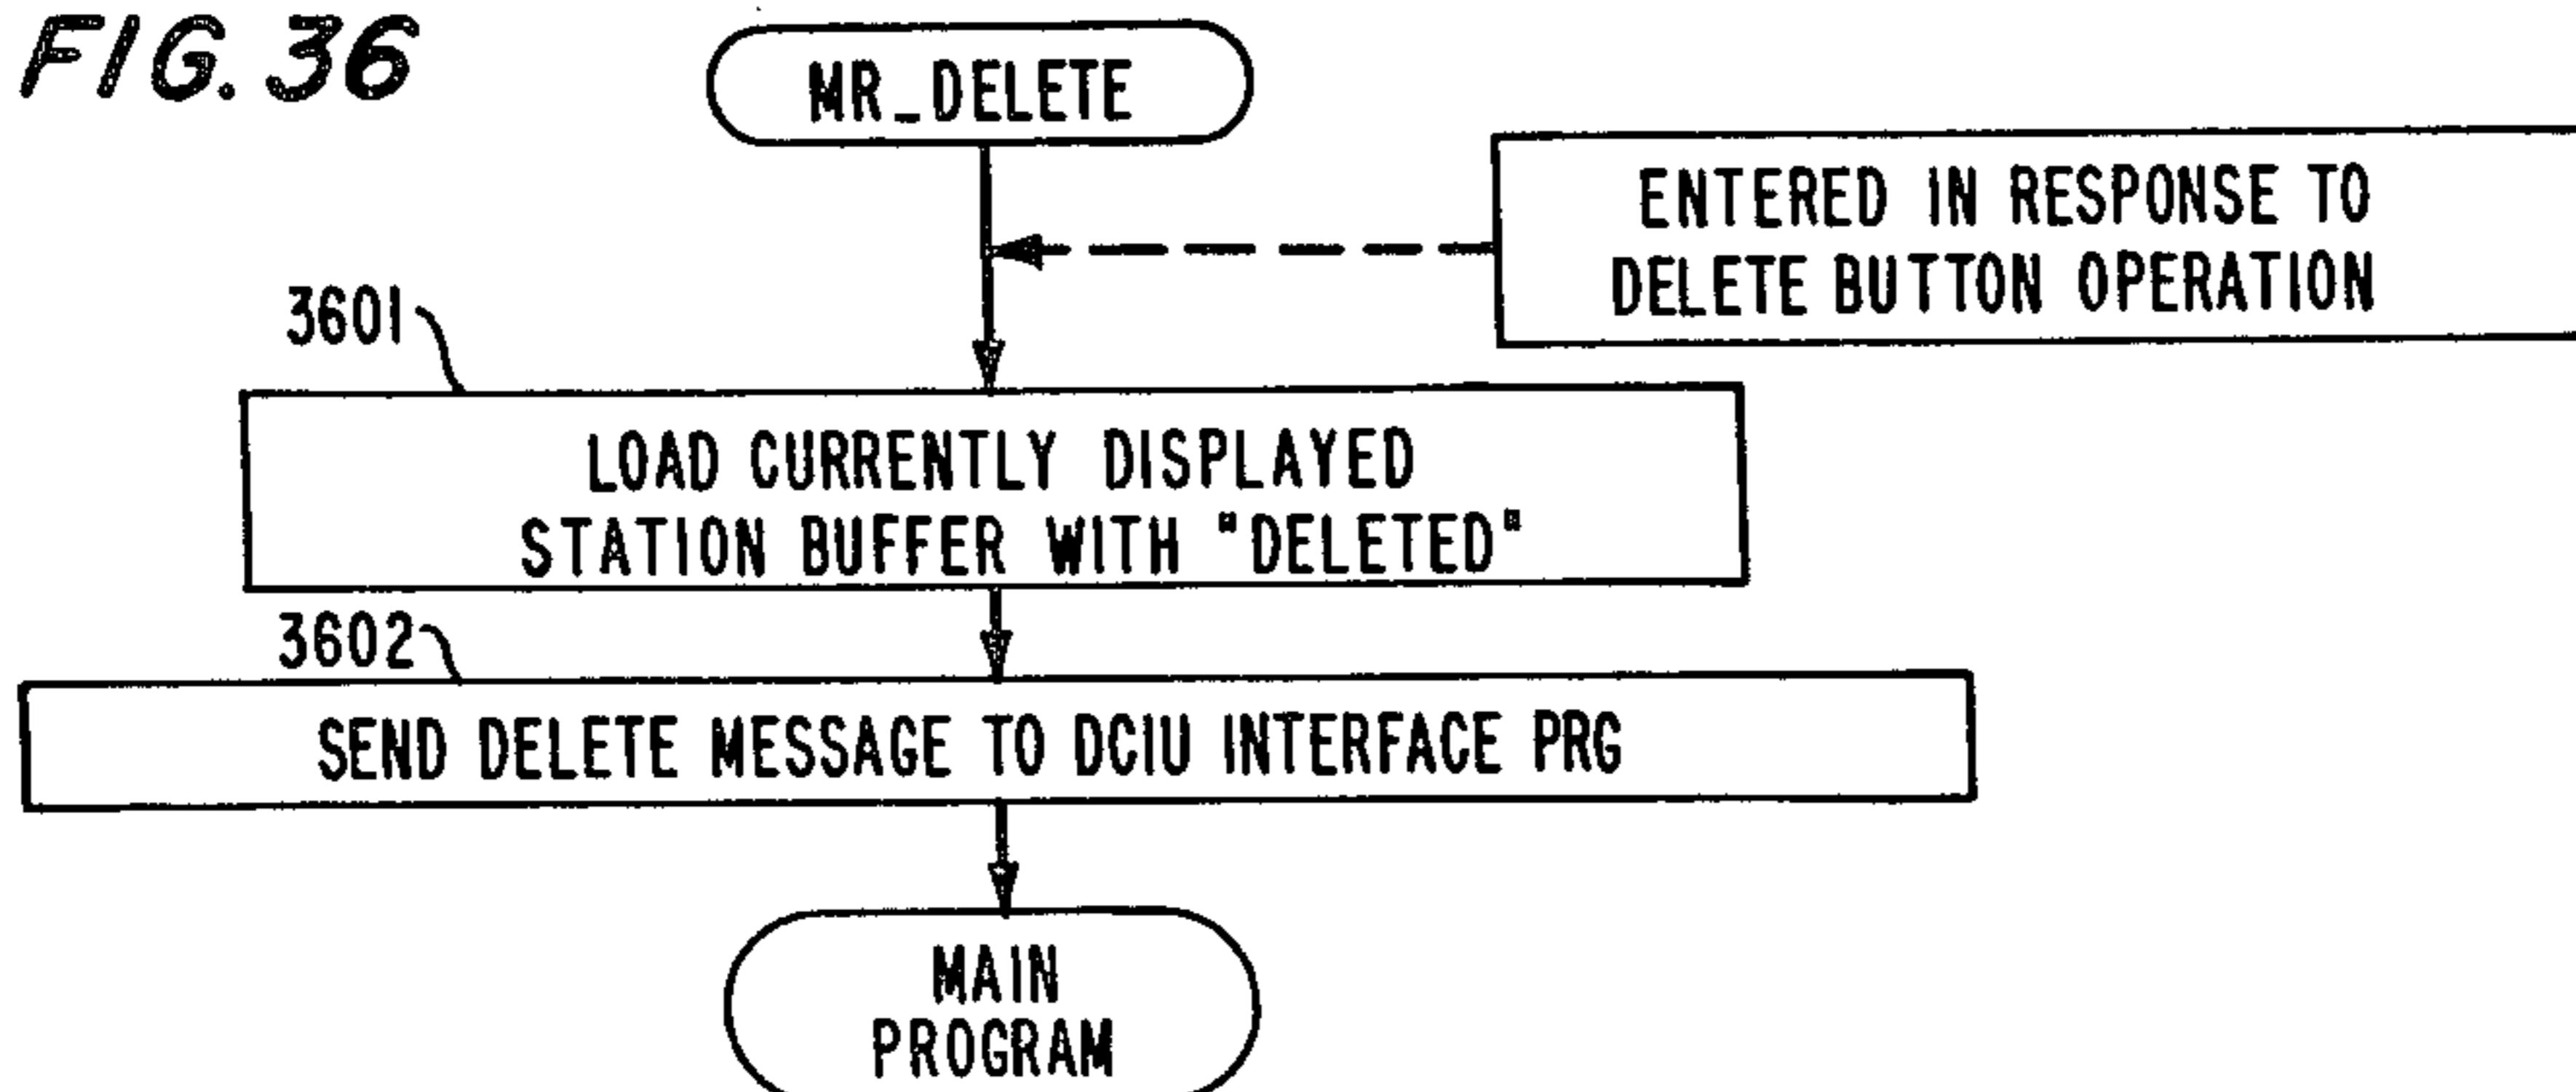 FIG. 36
MR_DELETE
ENTERED IN RESPONSE TO
DELETE BUTTON OPERATION
3601
LOAD CURRENTLY DISPLAYED
STATION BUFFER WITH "DELETED"
3602
SEND DELETE MESSAGE TO DCIU INTERFACE PRG
MAIN
PROGRAM